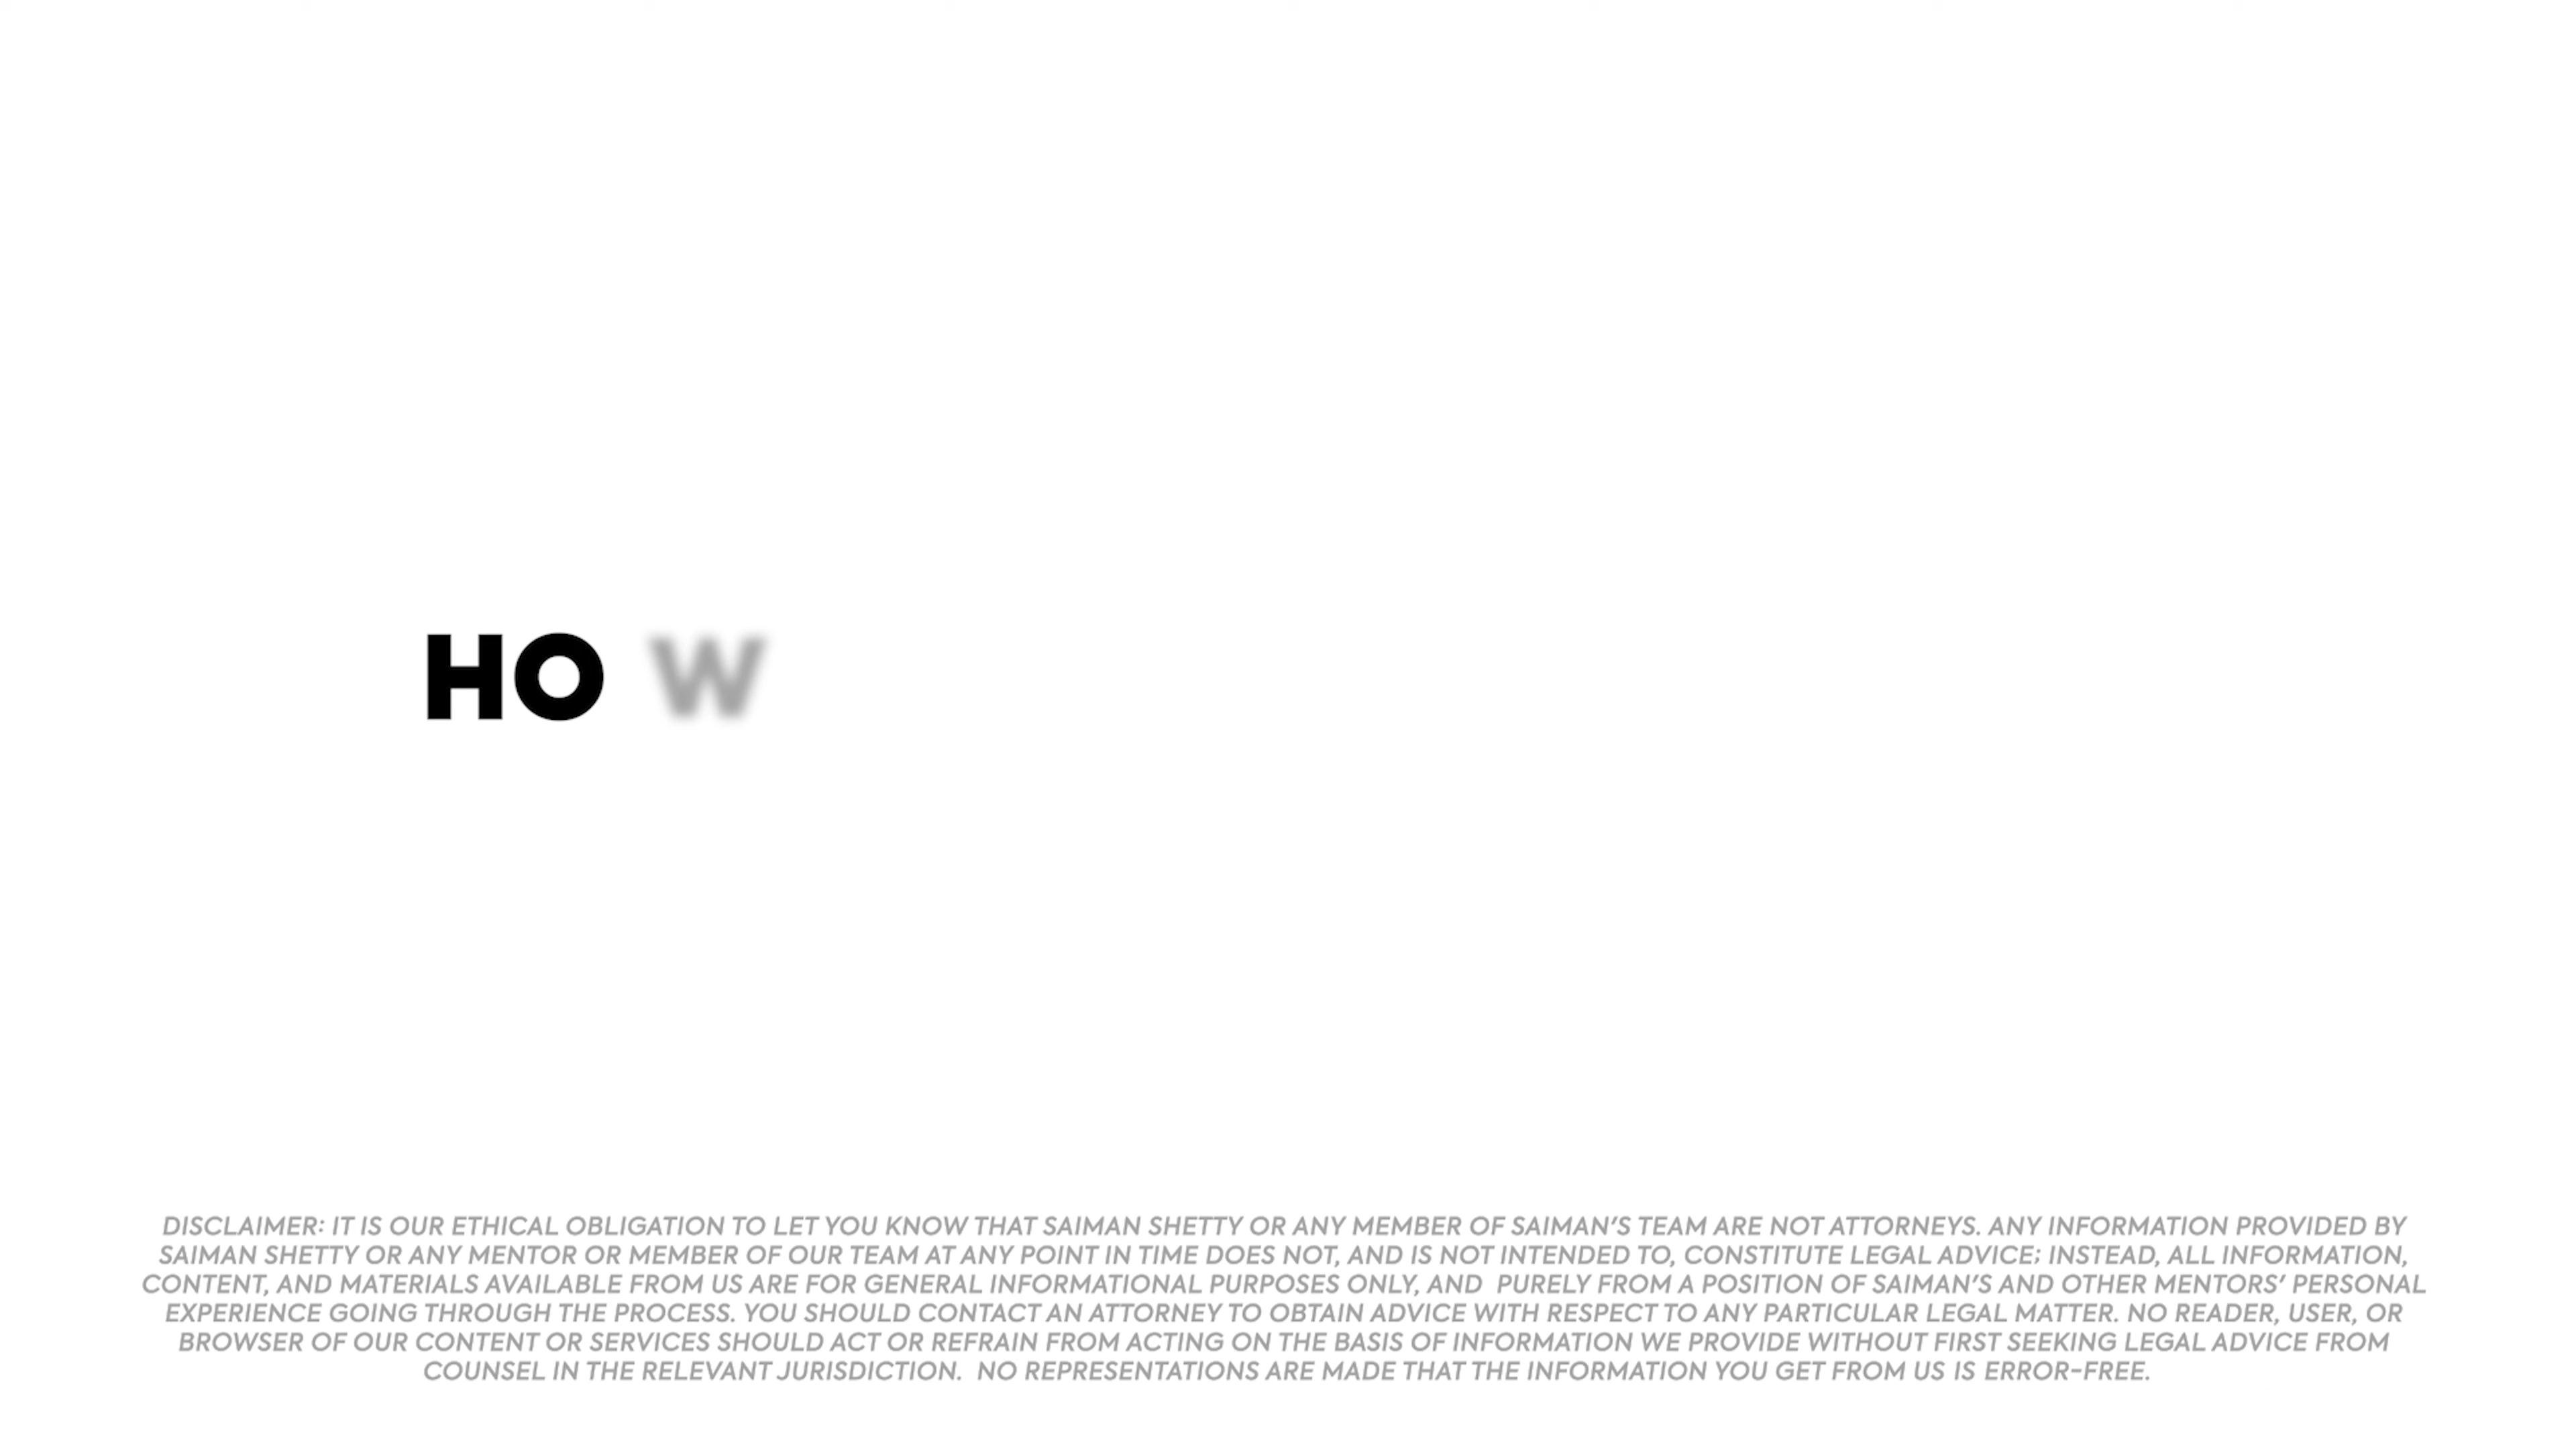 HO W
DISCLAIMER: IT IS OUR ETHICAL OBLIGATION TO LET YOU KNOW THAT SAIMAN SHETTY OR ANY MEMBER OF SAIMAN'S TEAM ARE NOT ATTORNEYS. ANY INFORMATION PROVIDED BY
SAIMAN SHETTY OR ANY MENTOR OR MEMBER OF OUR TEAM AT ANY POINT IN TIME DOES NOT, AND IS NOT INTENDED TO, CONSTITUTE LEGAL ADVICE; INSTEAD, ALL INFORMATION,
CONTENT, AND MATERIALS AVAILABLE FROM US ARE FOR GENERAL INFORMATIONAL PURPOSES ONLY, AND  PURELY FROM A POSITION OF SAIMAN'S AND OTHER MENTORS' PERSONAL
EXPERIENCE GOING THROUGH THE PROCESS. YOU SHOULD CONTACT AN ATTORNEY TO OBTAIN ADVICE WITH RESPECT TO ANY PARTICULAR LEGAL MATTER. NO READER, USER, OR
BROWSER OF OUR CONTENT OR SERVICES SHOULD ACT OR REFRAIN FROM ACTING ON THE BASIS OF INFORMATION WE PROVIDE WITHOUT FIRST SEEKING LEGAL ADVICE FROM
COUNSEL IN THE RELEVANT JURISDICTION.  NO REPRESENTATIONS ARE MADE THAT THE INFORMATION YOU GET FROM US IS ERROR-FREE.